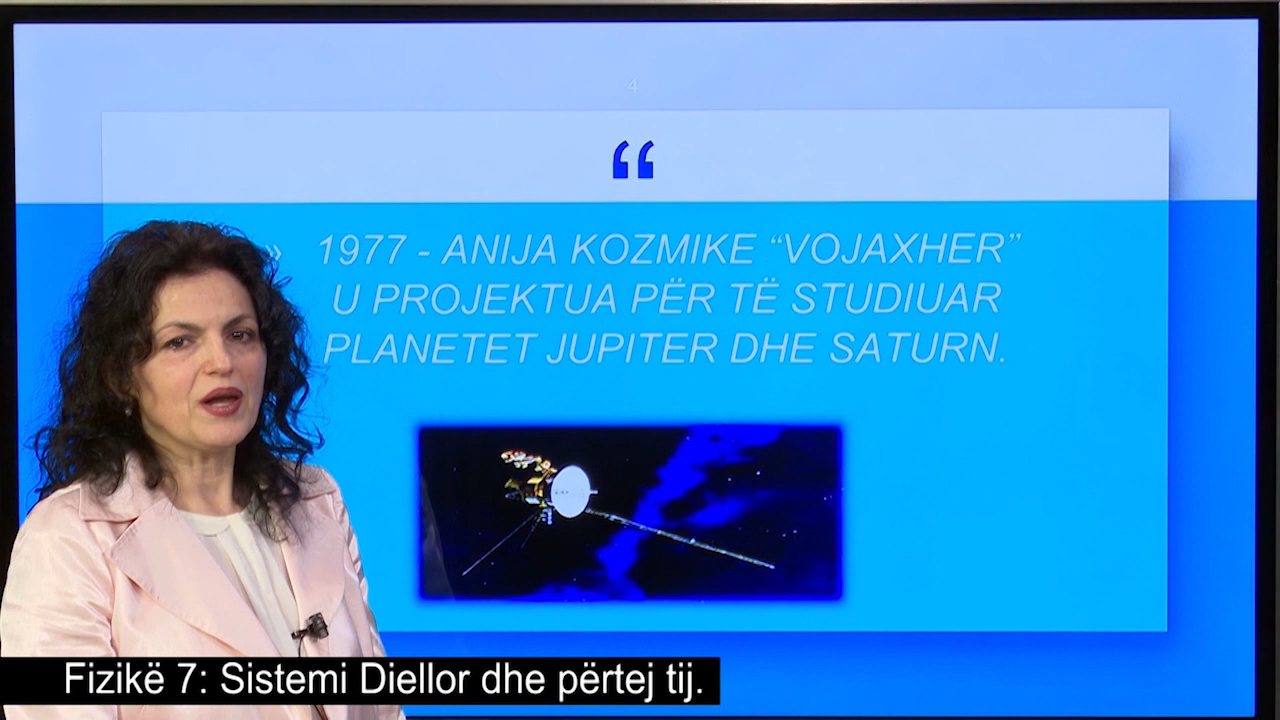 4
“
» 1977 - ANIJA KOZMIKE “VOJAXHER”
U PROJEKTUA PËR TË STUDIUAR
PLANETET JUPITER DHE SATURN.
Fizikë 7: Sistemi Diellor dhe përtej tij.